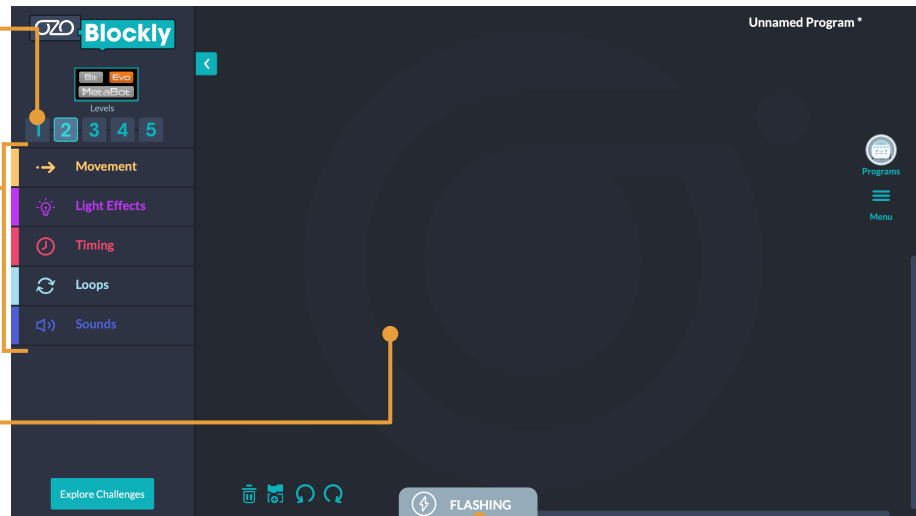 OZO Blockly
Unnamed Program *
Bit Evo
MetaBot
Levels
1 2 3 4 5
Movement
Light Effects
Timing
Loops
Sounds
Programs
Menu
Explore Challenges
FLASHING